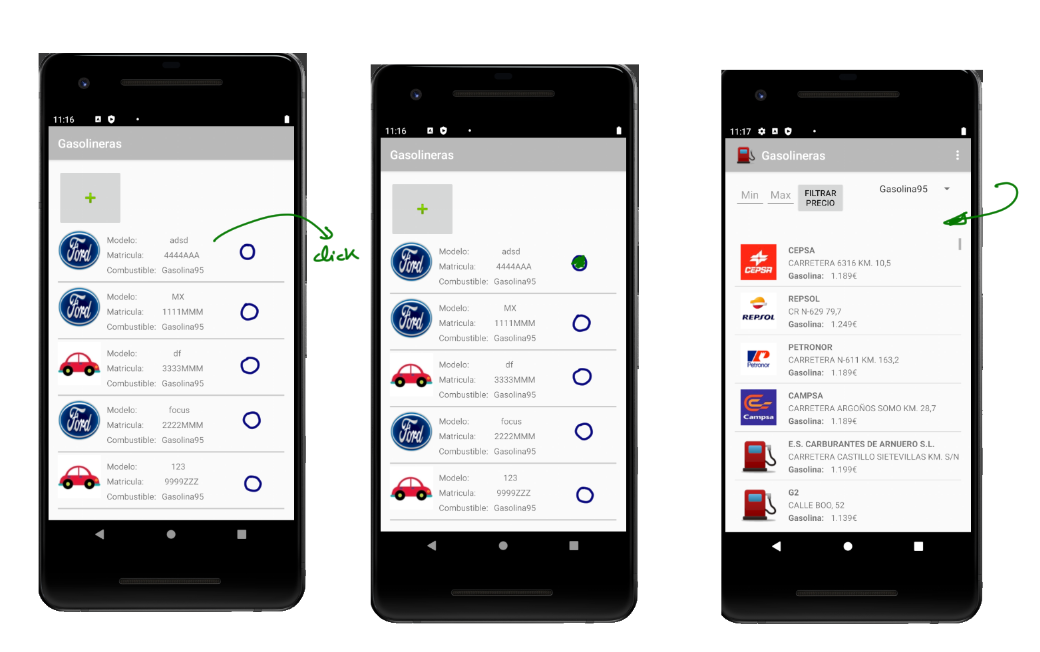 11:16
Gasolineras
+
Ford
Modelo: adsd
Matricula: 4444AAA
Combustible: Gasolina95
Ford
Modelo: MX
Matricula: 1111MMM
Combustible: Gasolina95
Modelo: df
Matricula: 3333MMM
Combustible: Gasolina95
Ford
Modelo: focus
Matricula: 2222MMM
Combustible: Gasolina95
Modelo: 123
Matricula: 9999ZZZ
Combustible: Gasolina95
click
11:16
Gasolineras
+
Ford
Modelo: adsd
Matricula: 4444AAA
Combustible: Gasolina95
Ford
Modelo: MX
Matricula: 1111MMM
Combustible: Gasolina95
Modelo: df
Matricula: 3333MMM
Combustible: Gasolina95
Ford
Modelo: focus
Matricula: 2222MMM
Combustible: Gasolina95
Modelo: 123
Matricula: 9999ZZZ
Combustible: Gasolina95
11:17
Gasolineras
Min Max FILTRAR PRECIO Gasolina95
CEPSA
CEPSA
CARRETERA 6316 KM. 10,5
Gasolina: 1.189€
REPSOL
REPSOL
CR N-629 79,7
Gasolina: 1.249€
Petronor
PETRONOR
CARRETERA N-611 KM. 163,2
Gasolina: 1.189€
Campsa
CAMPSA
CARRETERA ARGOÑOS SOMO KM. 28,7
Gasolina: 1.189€
E.S. CARBURANTES DE ARNUERO S.L.
CARRETERA CASTILLO SIETEVILLAS KM. S/N
Gasolina: 1.199€
G2
CALLE BOO, 52
Gasolina: 1.139€